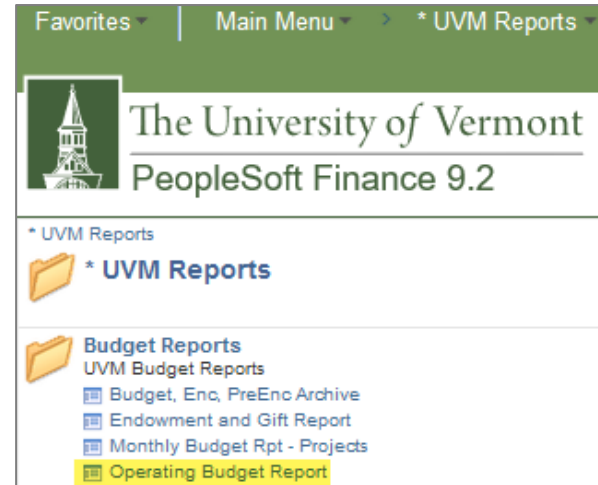 Favorites Main Menu > * UVM Reports
The University of Vermont
PeopleSoft Finance 9.2
* UVM Reports
* UVM Reports
Budget Reports
UVM Budget Reports
Budget, Enc, PreEnc Archive
Endowment and Gift Report
Monthly Budget Rpt - Projects
Operating Budget Report